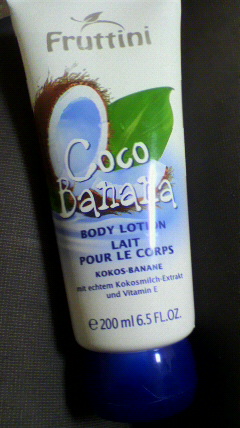 Fruttini
Coco
Banana
BODY LOTION
LAIT
POUR LE CORPS
KOKOS-BANANE
mit echtem Kokosmilch-Extrakt
und Vitamin E
e 200 ml 6.5 FL.OZ.